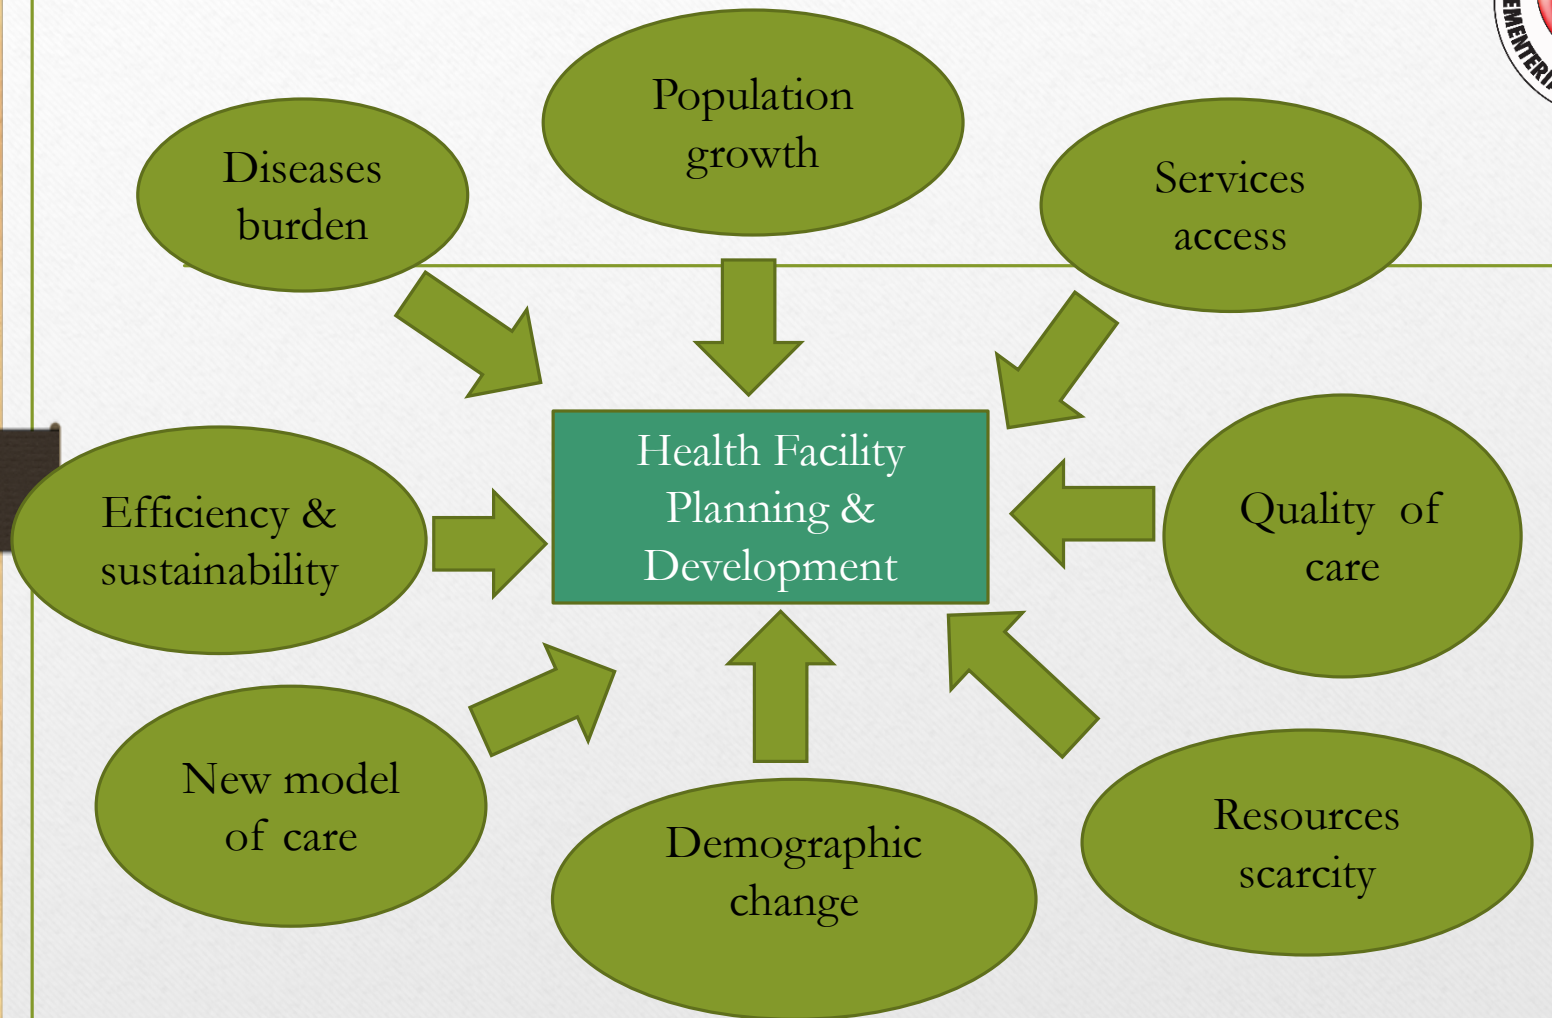 Population
growth
Diseases
burden
Services
access
Health Facility
Planning &
Development
Efficiency &
sustainability
Quality of
care
New model
of care
Demographic
change
Resources
scarcity